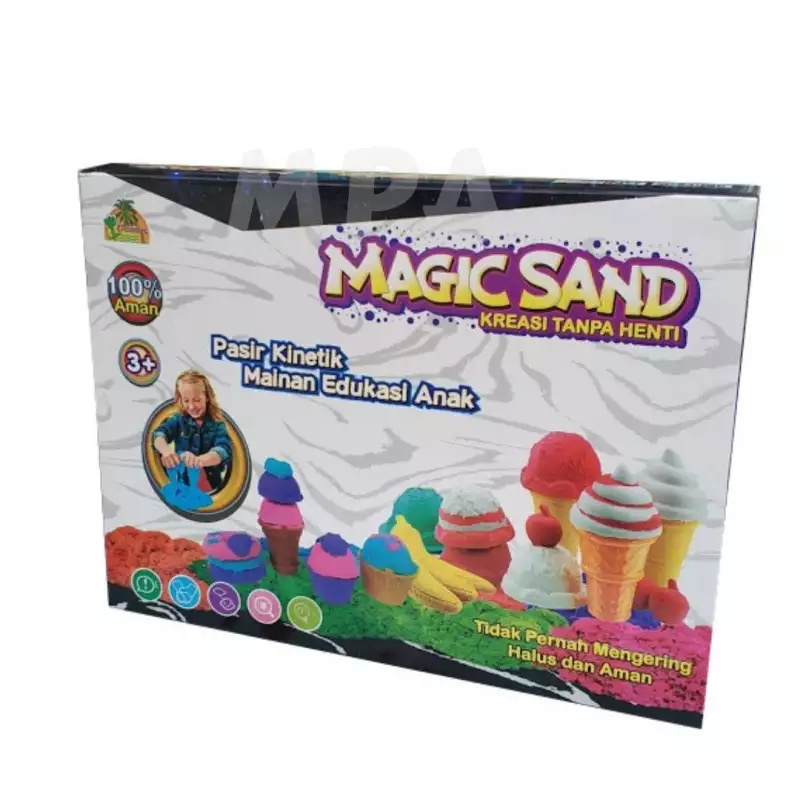 MPA
MAGIC SAND
KREASI TANPA HENTI
100%
Aman
3+
Pasir Kinetik
Mainan Edukasi Anak
Tidak Pernah Mengering
Halus dan Aman